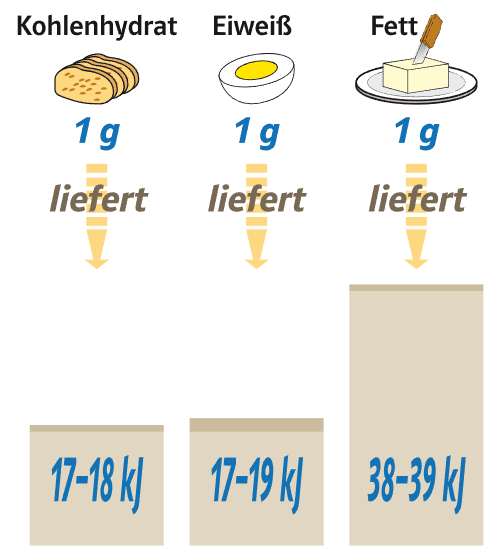 Kohlenhydrat Eiweiß Fett
1 g 1 g 1 g
liefert liefert liefert
17–18 kJ 17–19 kJ 38–39 kJ